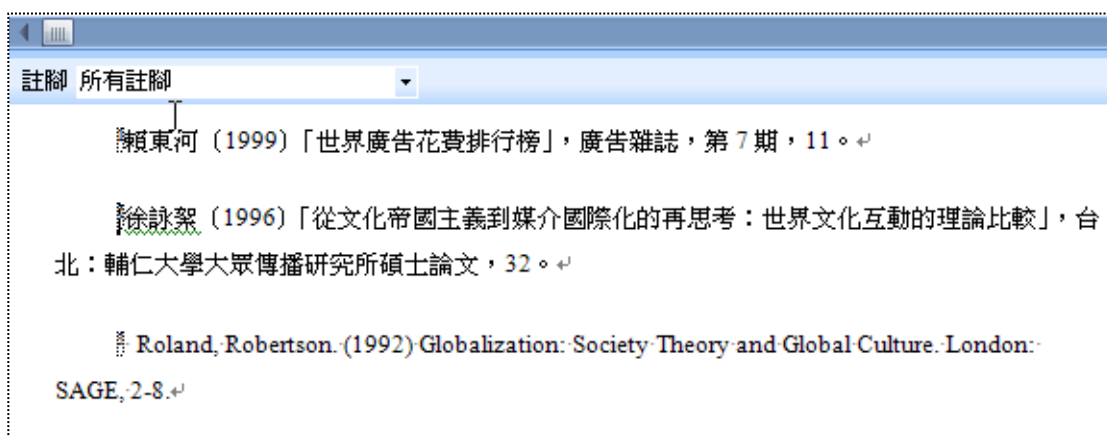 註腳 所有註腳
賴東河（1999）「世界廣告花費排行榜」，廣告雜誌，第 7 期，11。
徐詠絮（1996）「從文化帝國主義到媒介國際化的再思考：世界文化互動的理論比較」，台
北：輔仁大學大眾傳播研究所碩士論文，32。
Roland, Robertson. (1992) Globalization: Society Theory and Global Culture. London:
SAGE, 2-8.